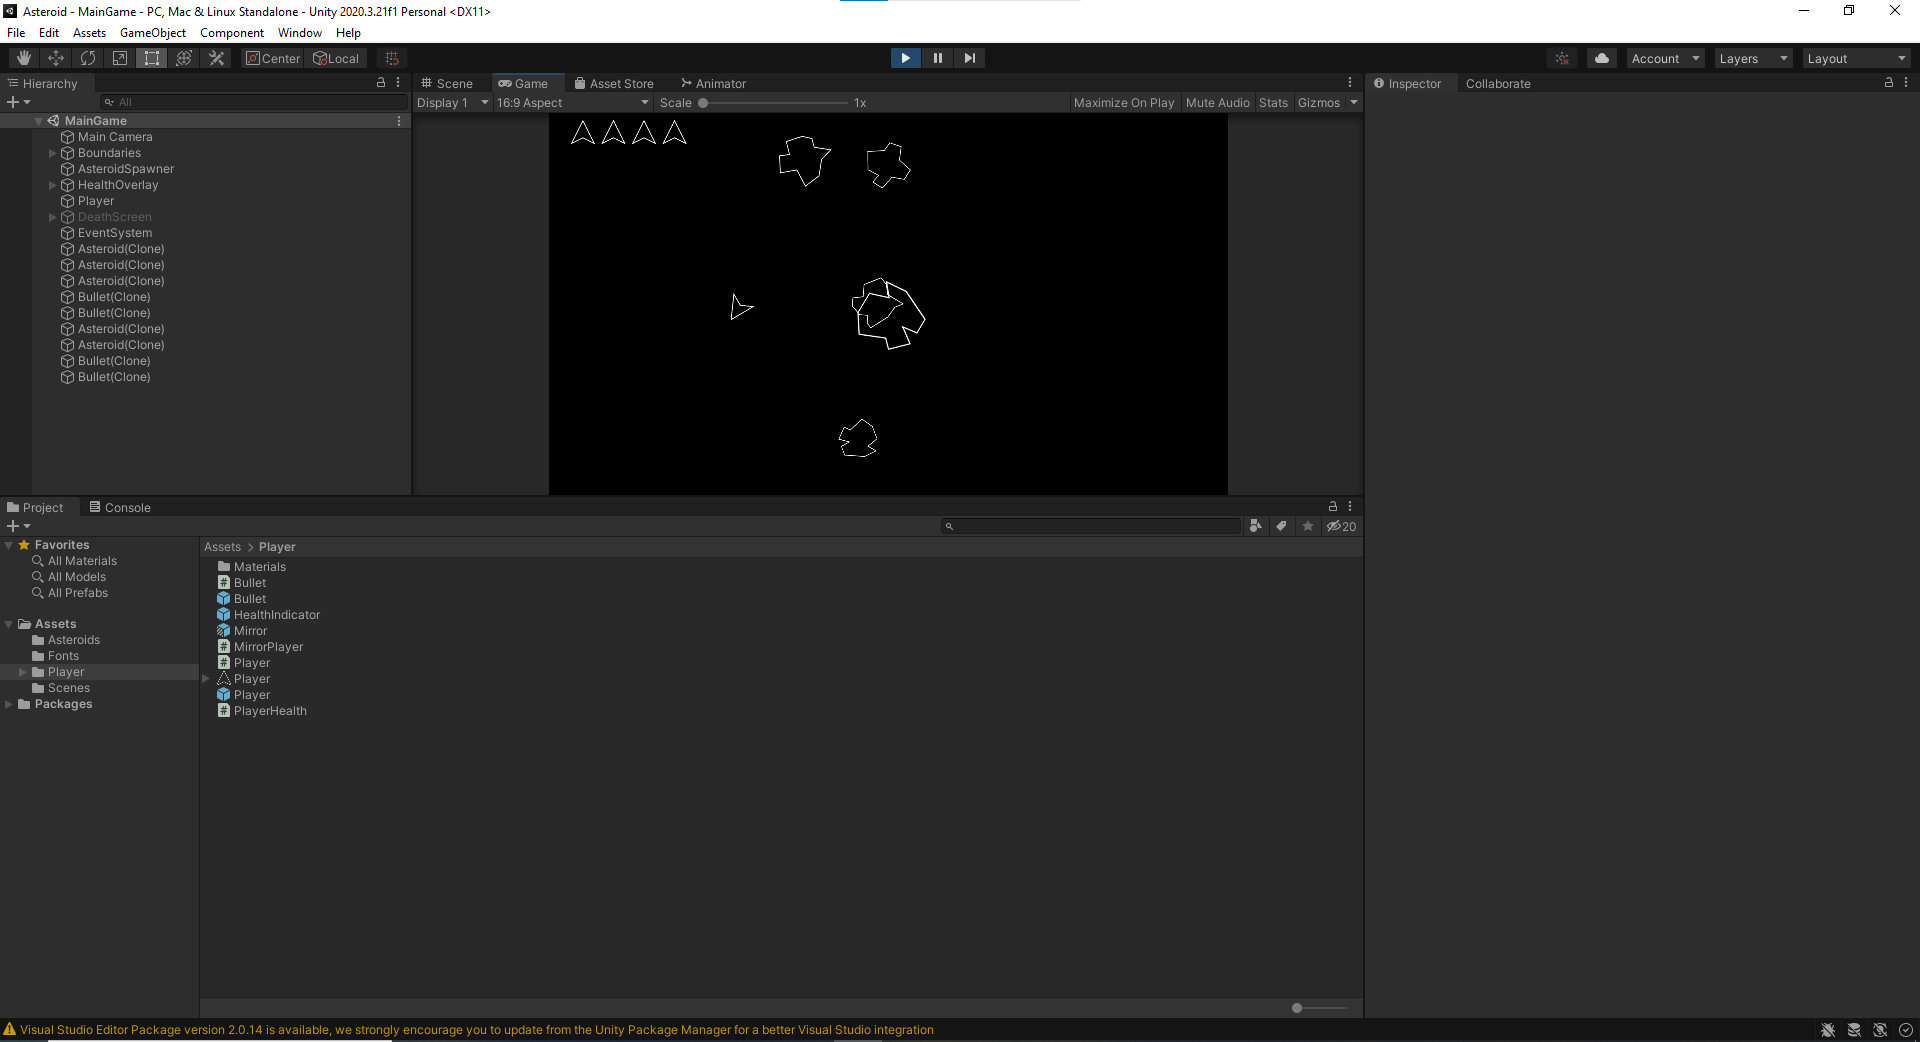 Asteroid - MainGame - PC, Mac & Linux Standalone - Unity 2020.3.21f1 Personal <DX11>
File Edit Assets GameObject Component Window Help
Center Local Account Layers Layout
Hierarchy
All
MainGame
Main Camera
Boundaries
AsteroidSpawner
HealthOverlay
Player
DeathScreen
EventSystem
Asteroid(Clone)
Asteroid(Clone)
Asteroid(Clone)
Bullet(Clone)
Bullet(Clone)
Asteroid(Clone)
Asteroid(Clone)
Bullet(Clone)
Bullet(Clone)
Scene Game Asset Store Animator
Display 1 16:9 Aspect Scale 1x Maximize On Play Mute Audio Stats Gizmos
Inspector Collaborate
Project Console
20
Favorites
All Materials
All Models
All Prefabs
Assets
Asteroids
Fonts
Player
Scenes
Packages
Assets > Player
Materials
Bullet
Bullet
HealthIndicator
Mirror
MirrorPlayer
Player
Player
Player
PlayerHealth
Visual Studio Editor Package version 2.0.14 is available, we strongly encourage you to update from the Unity Package Manager for a better Visual Studio integration